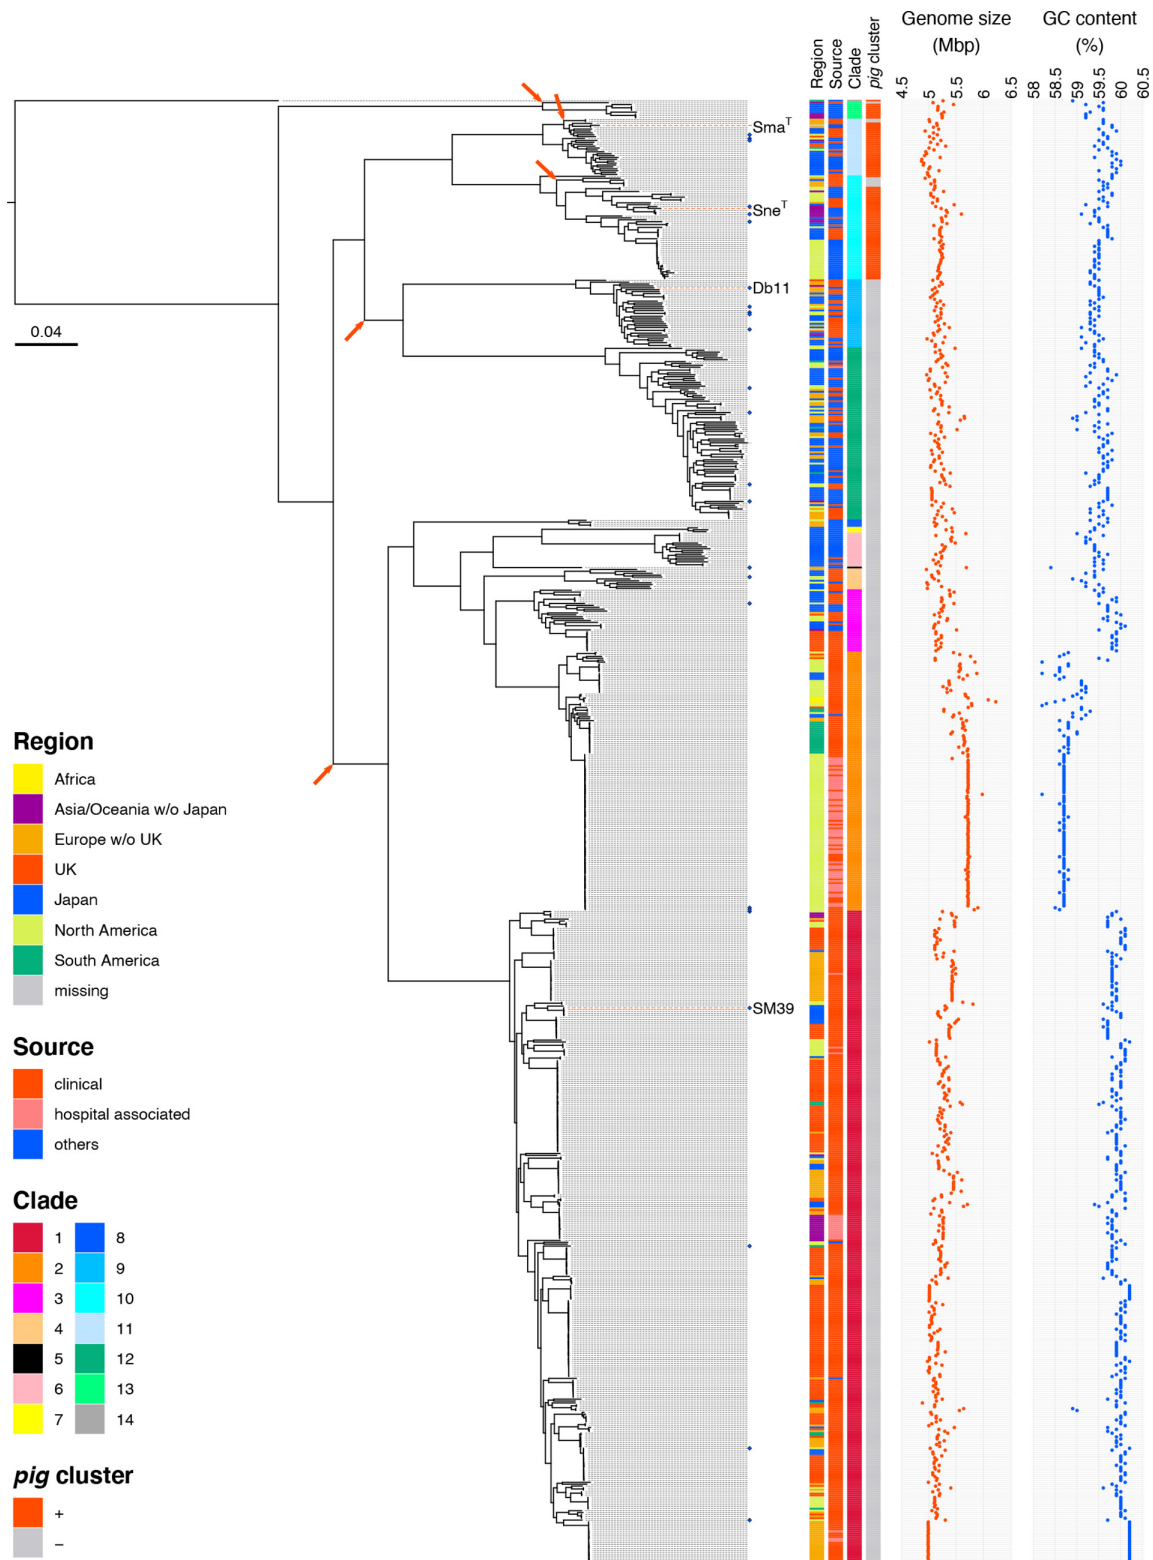 Genome size
(Mbp)
GC content
(%)
Region
Source
Clade
pig cluster
4.5
5
5.5
6
6.5
58
58.5
59
59.5
60
60.5
SmaT
SneT
Db11
0.04
SM39
Region
Africa
Asia/Oceania w/o Japan
Europe w/o UK
UK
Japan
North America
South America
missing
Source
clinical
hospital associated
others
Clade
1
8
2
9
3
10
4
11
5
12
6
13
7
14
pig cluster
+
–